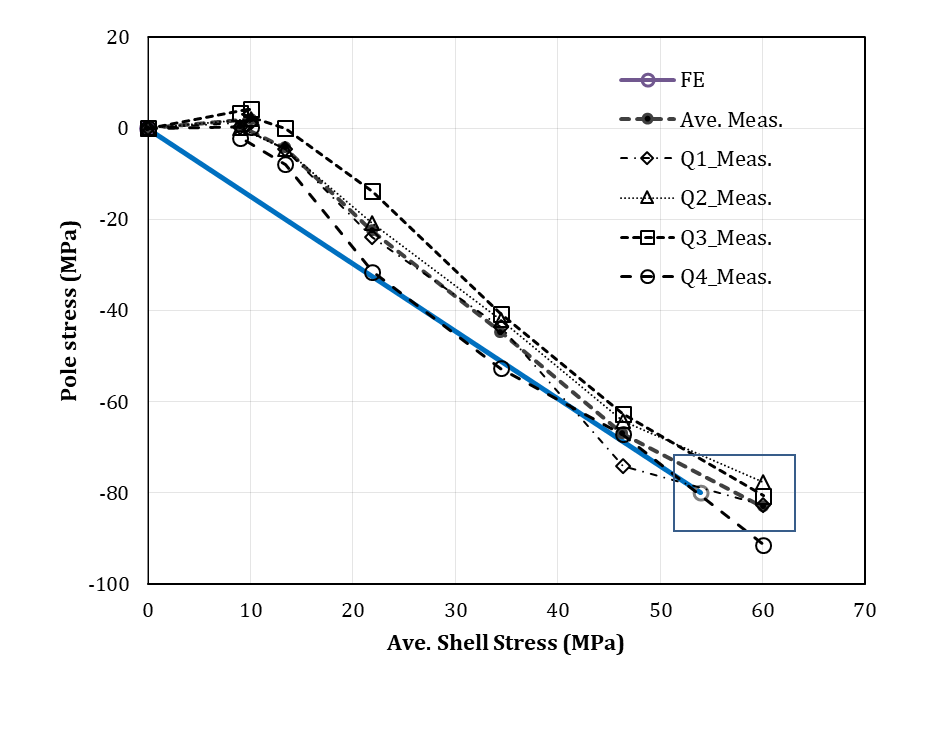 20
0
-20
-40
-60
-80
-100
Pole stress (MPa)
FE
Ave. Meas.
Q1_Meas.
Q2_Meas.
Q3_Meas.
Q4_Meas.
0 10 20 30 40 50 60 70
Ave. Shell Stress (MPa)